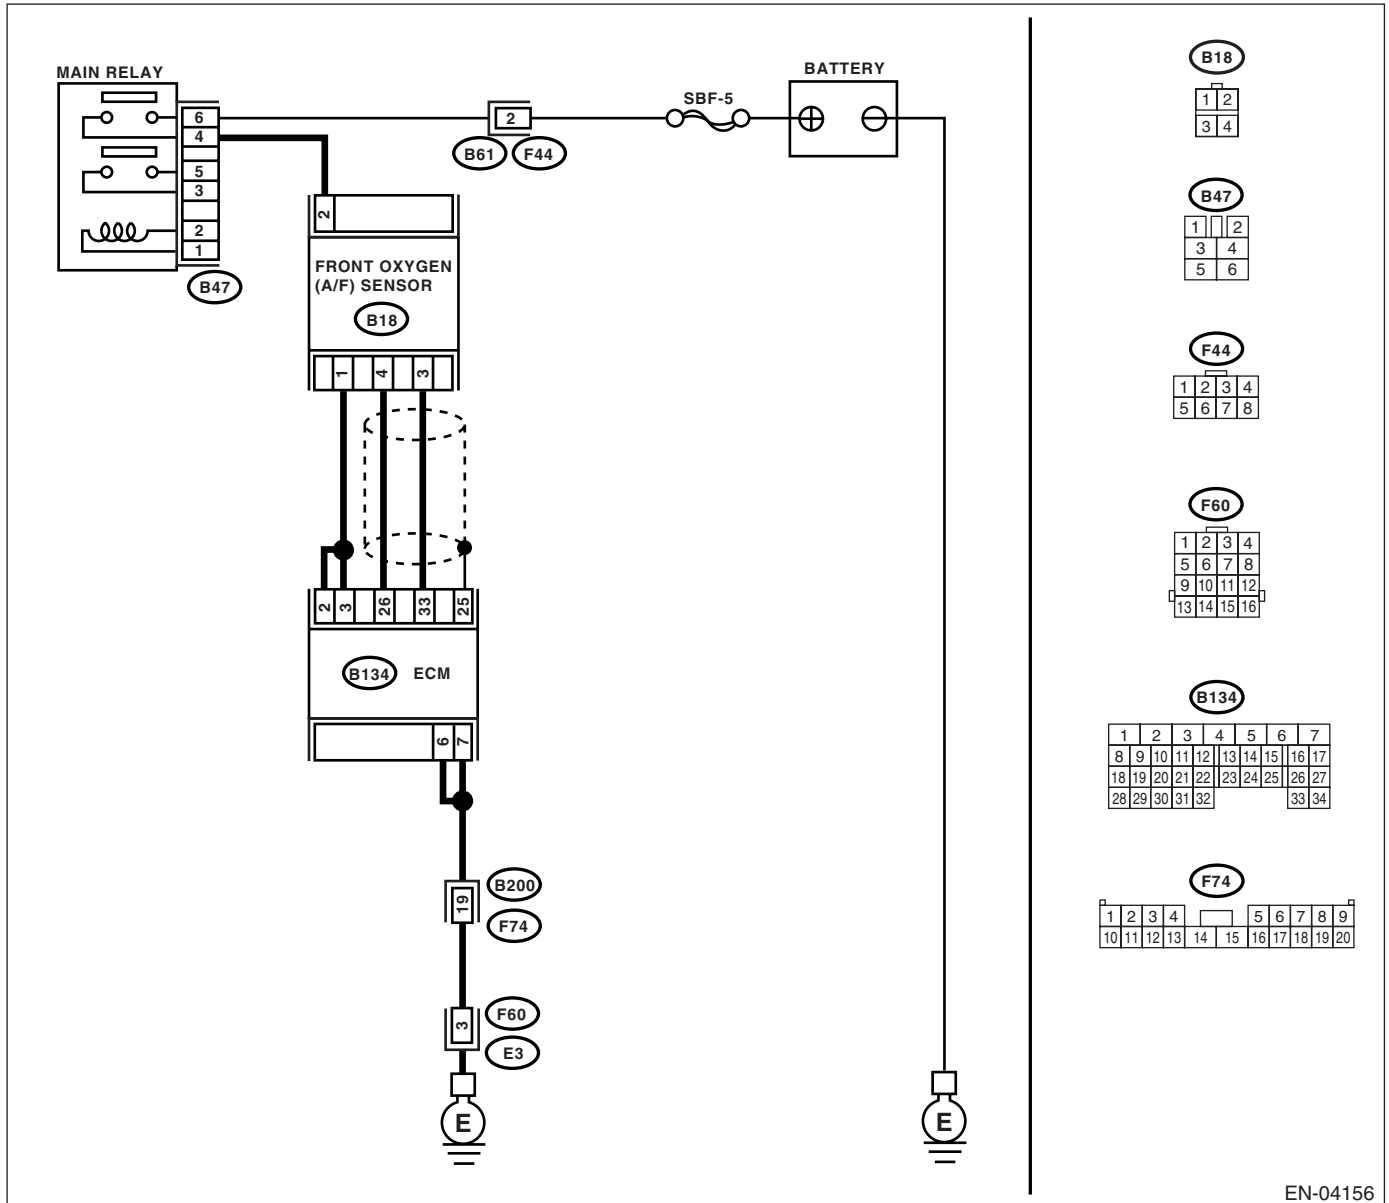 MAIN RELAY
BATTERY
SBF-5
6
4
5
3
2
1
2
B61 F44
B47
2
FRONT OXYGEN
(A/F) SENSOR
B18
1 4 3
2 3 26 33 25
B134 ECM
6 7
19
B200
F74
3
F60
E3
E
E
B18
1 2
3 4
B47
1 2
3 4
5 6
F44
1 2 3 4
5 6 7 8
F60
1 2 3 4
5 6 7 8
9 10 11 12
13 14 15 16
B134
1 2 3 4 5 6 7
8 9 10 11 12 13 14 15 16 17
18 19 20 21 22 23 24 25 26 27
28 29 30 31 32 33 34
F74
1 2 3 4 5 6 7 8 9
10 11 12 13 14 15 16 17 18 19 20
EN-04156